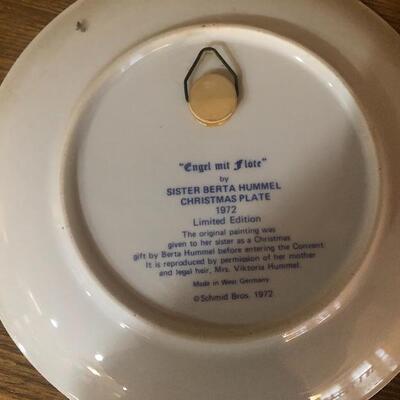 "Engel mit Flöte"
by
SISTER BERTA HUMMEL
CHRISTMAS PLATE
1972
Limited Edition
The original painting was
given to her sister as a Christmas
gift by Berta Hummel before entering the Convent.
It is reproduced by permission of her mother
and legal heir, Mrs. Viktoria Hummel.
Made in West Germany
©Schmid Bros. 1972